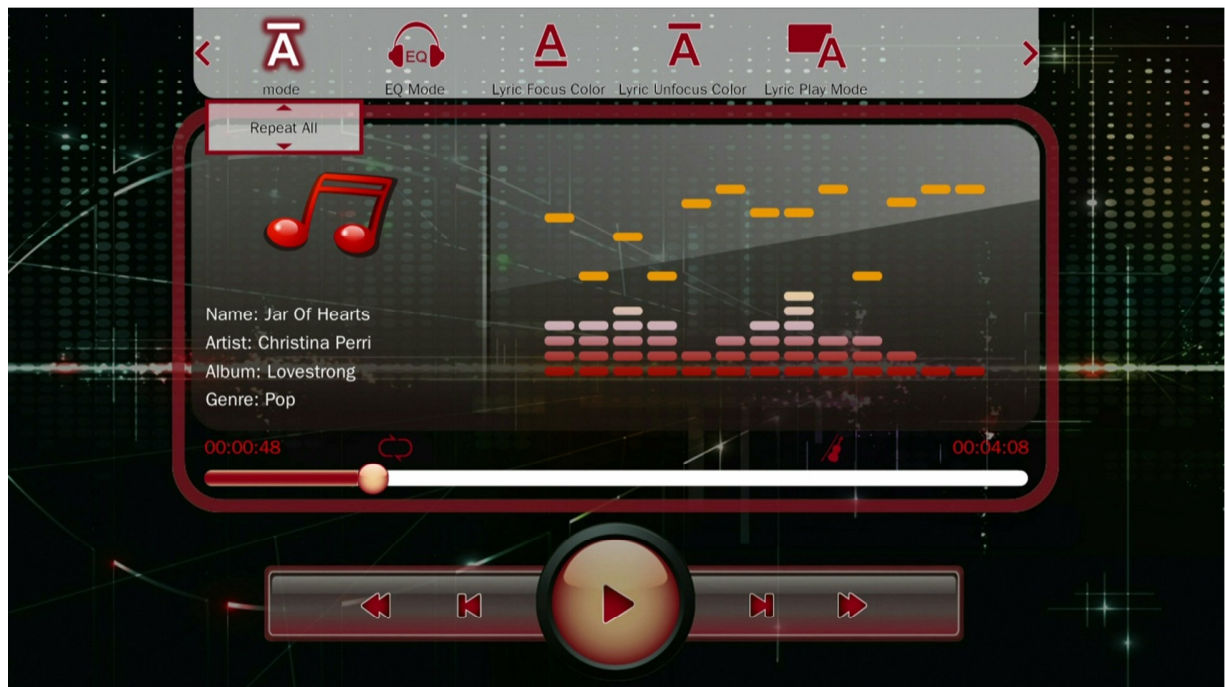 A
mode
EQ
EQ Mode
A
Lyric Focus Color
A
Lyric Unfocus Color
A
Lyric Play Mode
Repeat All
Name: Jar Of Hearts
Artist: Christina Perri
Album: Lovestrong
Genre: Pop
00:00:48
00:04:08